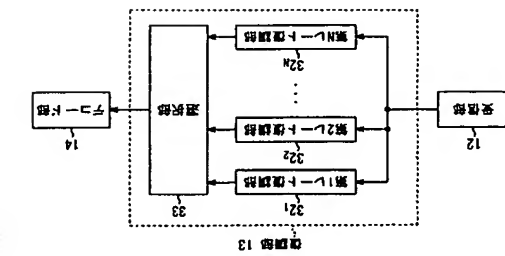 復調部 13
32₁
第1レート復調部
33
選択部
12
受信部
32₂
第2レート復調部
14
デコード部
⋮
32N
第Nレート復調部